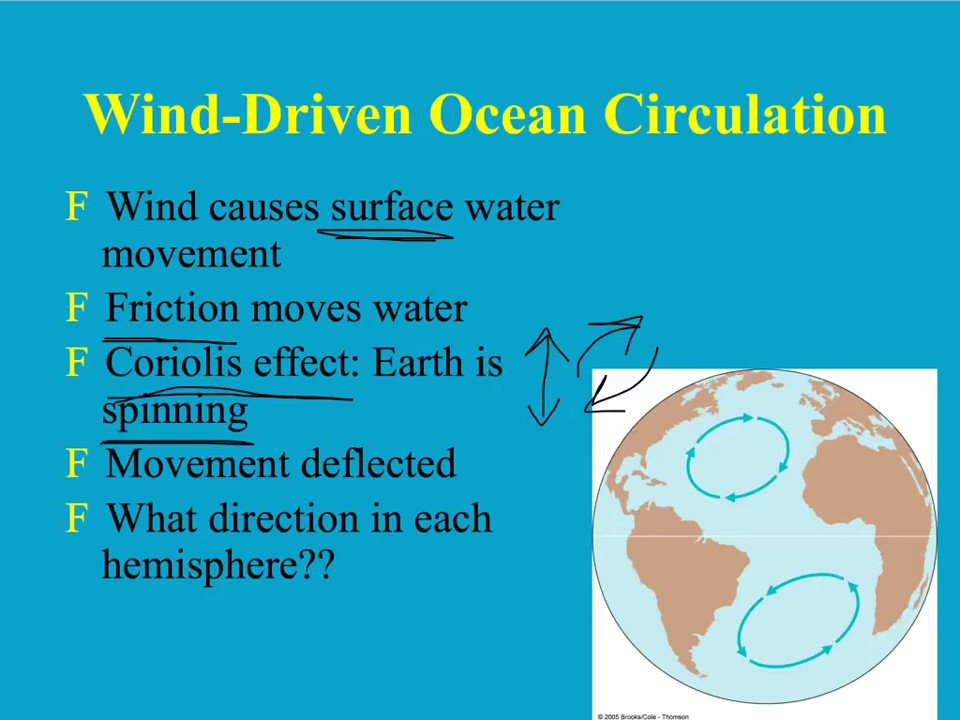 Wind-Driven Ocean Circulation
F Wind causes surface water
movement
F Friction moves water
F Coriolis effect: Earth is
spinning
F Movement deflected
F What direction in each
hemisphere??
© 2005 Brooks/Cole - Thomson